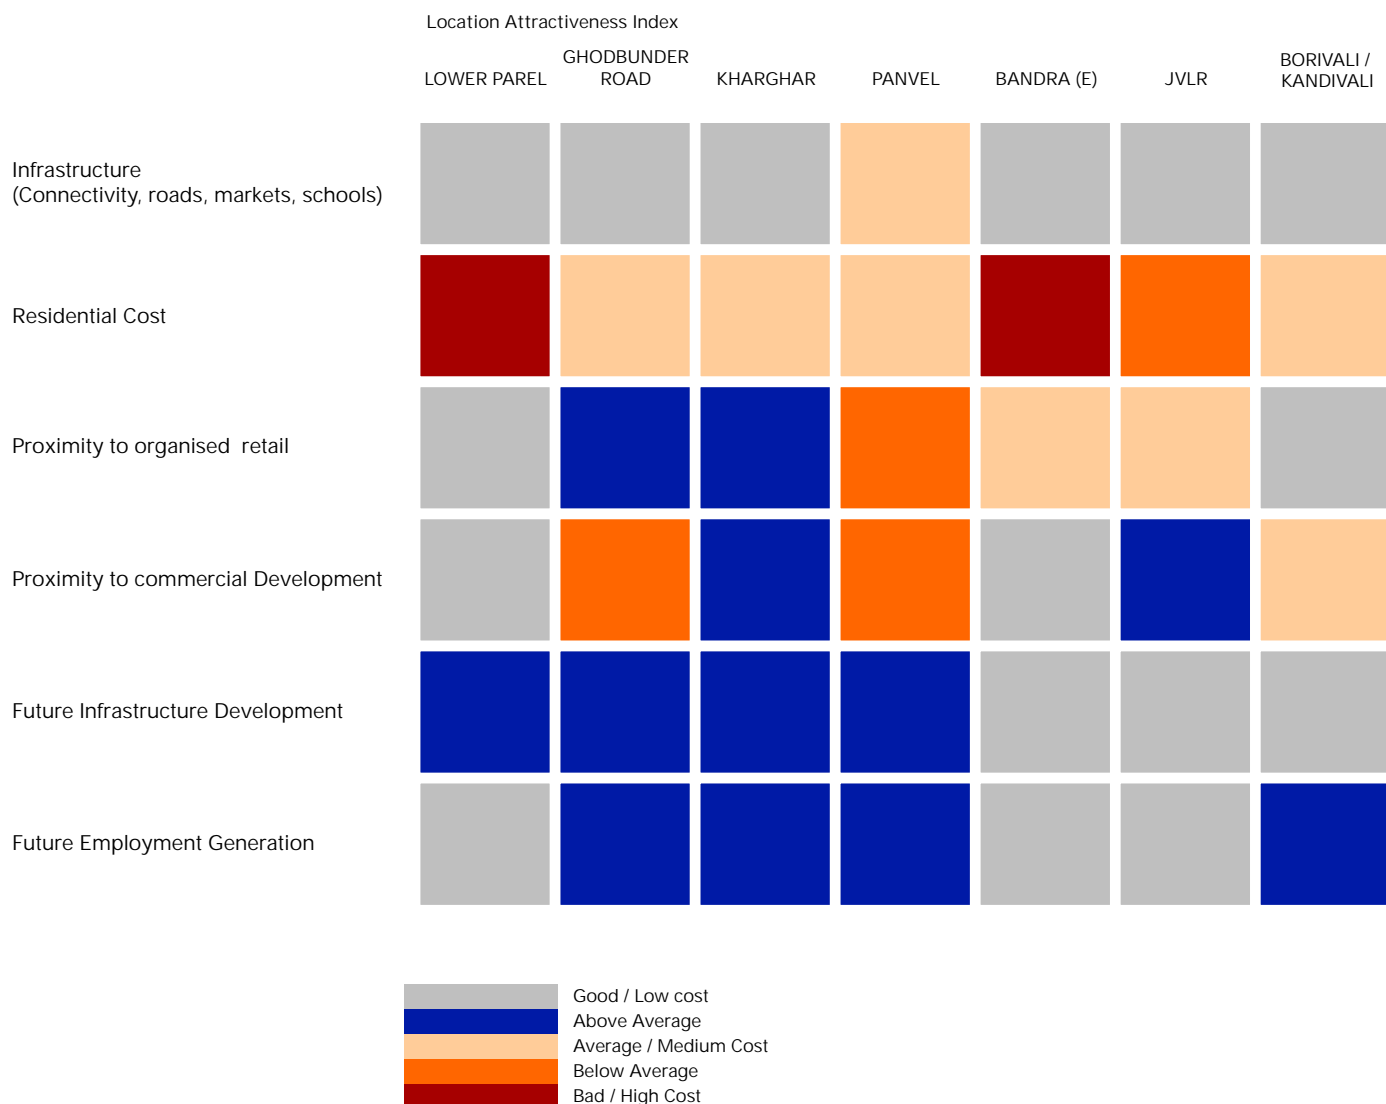 Location Attractiveness Index
LOWER PAREL
GHODBUNDER
ROAD
KHARGHAR
PANVEL
BANDRA (E)
JVLR
BORIVALI /
KANDIVALI
Infrastructure
(Connectivity, roads, markets, schools)
Residential Cost
Proximity to organised  retail
Proximity to commercial Development
Future Infrastructure Development
Future Employment Generation
Good / Low cost
Above Average
Average / Medium Cost
Below Average
Bad / High Cost